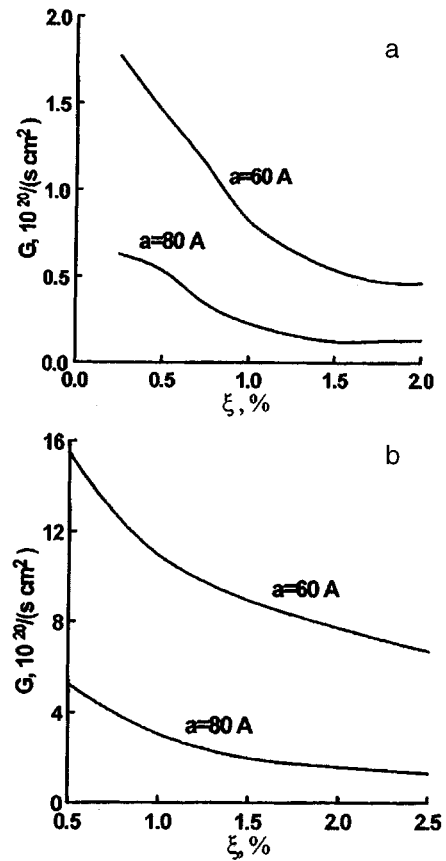 a
2.0
1.5
1.0
0.5
0.0
G, 10 20/(s cm2 )
a=60 A
a=80 A
0.0 0.5 1.0 1.5 2.0
ξ, %
b
16
12
8
4
0
G, 10 20/(s cm2)
a=60 A
a=80 A
0.5 1.0 1.5 2.0 2.5
ξ, %